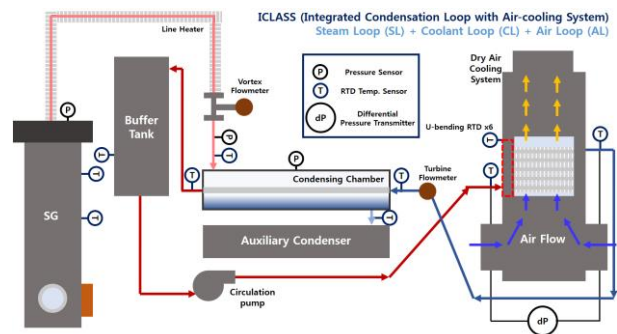 ICLASS (Integrated Condensation Loop with Air-cooling System)
Steam Loop (SL) + Coolant Loop (CL) + Air Loop (AL)
Line Heater
Vortex
Flowmeter
P
Pressure Sensor
T
RTD Temp. Sensor
dP
Differential
Pressure Transmitter
Dry Air
Cooling
System
U-bending RTD x6
T
T
T
P
Buffer
Tank
T
T
T
SG
P
T
T
P
Condensing Chamber
T
Turbine
Flowmeter
T
Auxiliary Condenser
Air Flow
Circulation
pump
dP